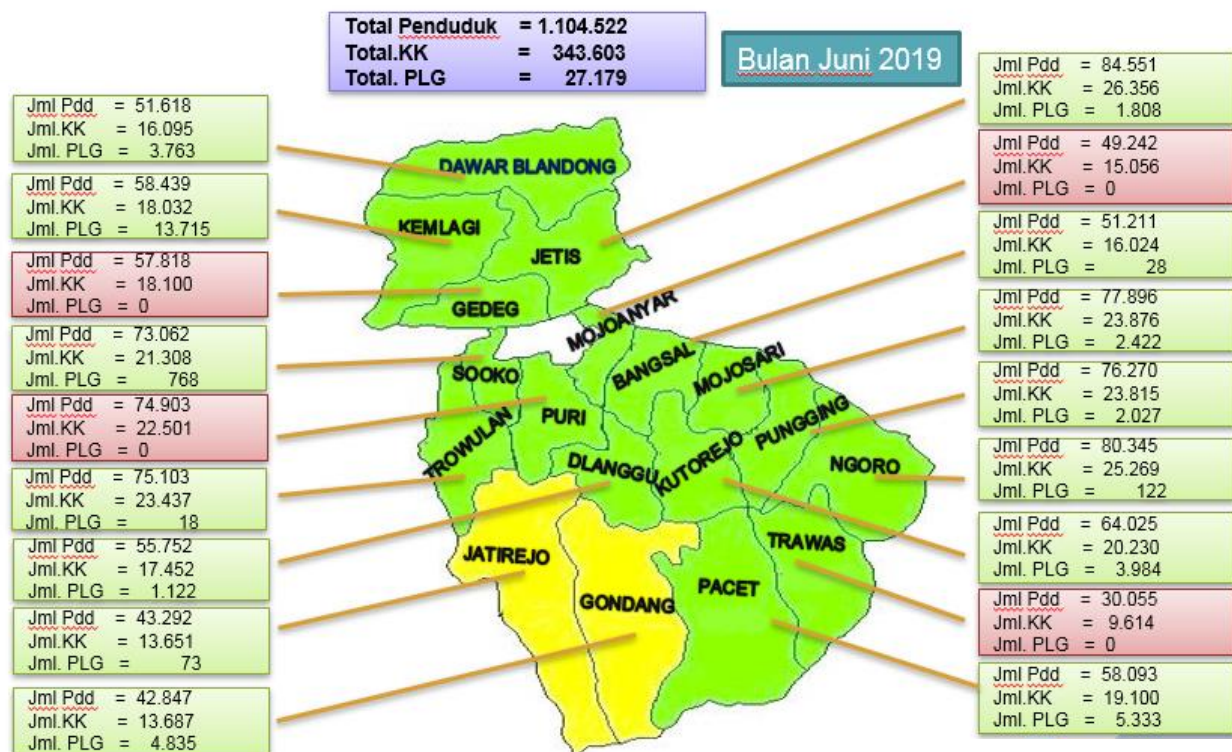 Total Penduduk = 1.104.522
Total.KK = 343.603
Total. PLG = 27.179
Bulan Juni 2019
Jml Pdd = 51.618
Jml.KK = 16.095
Jml. PLG = 3.763
Jml Pdd = 58.439
Jml.KK = 18.032
Jml. PLG = 13.715
Jml Pdd = 57.818
Jml.KK = 18.100
Jml. PLG = 0
Jml Pdd = 73.062
Jml.KK = 21.308
Jml. PLG = 768
Jml Pdd = 74.903
Jml.KK = 22.501
Jml. PLG = 0
Jml Pdd = 75.103
Jml.KK = 23.437
Jml. PLG = 18
Jml Pdd = 55.752
Jml.KK = 17.452
Jml. PLG = 1.122
Jml Pdd = 43.292
Jml.KK = 13.651
Jml. PLG = 73
Jml Pdd = 42.847
Jml.KK = 13.687
Jml. PLG = 4.835
DAWAR BLANDONG
KEMLAGI
JETIS
GEDEG
MOJOANYAR
SOOKO
BANGSAL
MOJOSARI
PURI
TROWULAN
PUNGGING
DLANGGU
KUTOREJO
NGORO
JATIREJO
TRAWAS
GONDANG
PACET
Jml Pdd = 84.551
Jml.KK = 26.356
Jml. PLG = 1.808
Jml Pdd = 49.242
Jml.KK = 15.056
Jml. PLG = 0
Jml Pdd = 51.211
Jml.KK = 16.024
Jml. PLG = 28
Jml Pdd = 77.896
Jml.KK = 23.876
Jml. PLG = 2.422
Jml Pdd = 76.270
Jml.KK = 23.815
Jml. PLG = 2.027
Jml Pdd = 80.345
Jml.KK = 25.269
Jml. PLG = 122
Jml Pdd = 64.025
Jml.KK = 20.230
Jml. PLG = 3.984
Jml Pdd = 30.055
Jml.KK = 9.614
Jml. PLG = 0
Jml Pdd = 58.093
Jml.KK = 19.100
Jml. PLG = 5.333